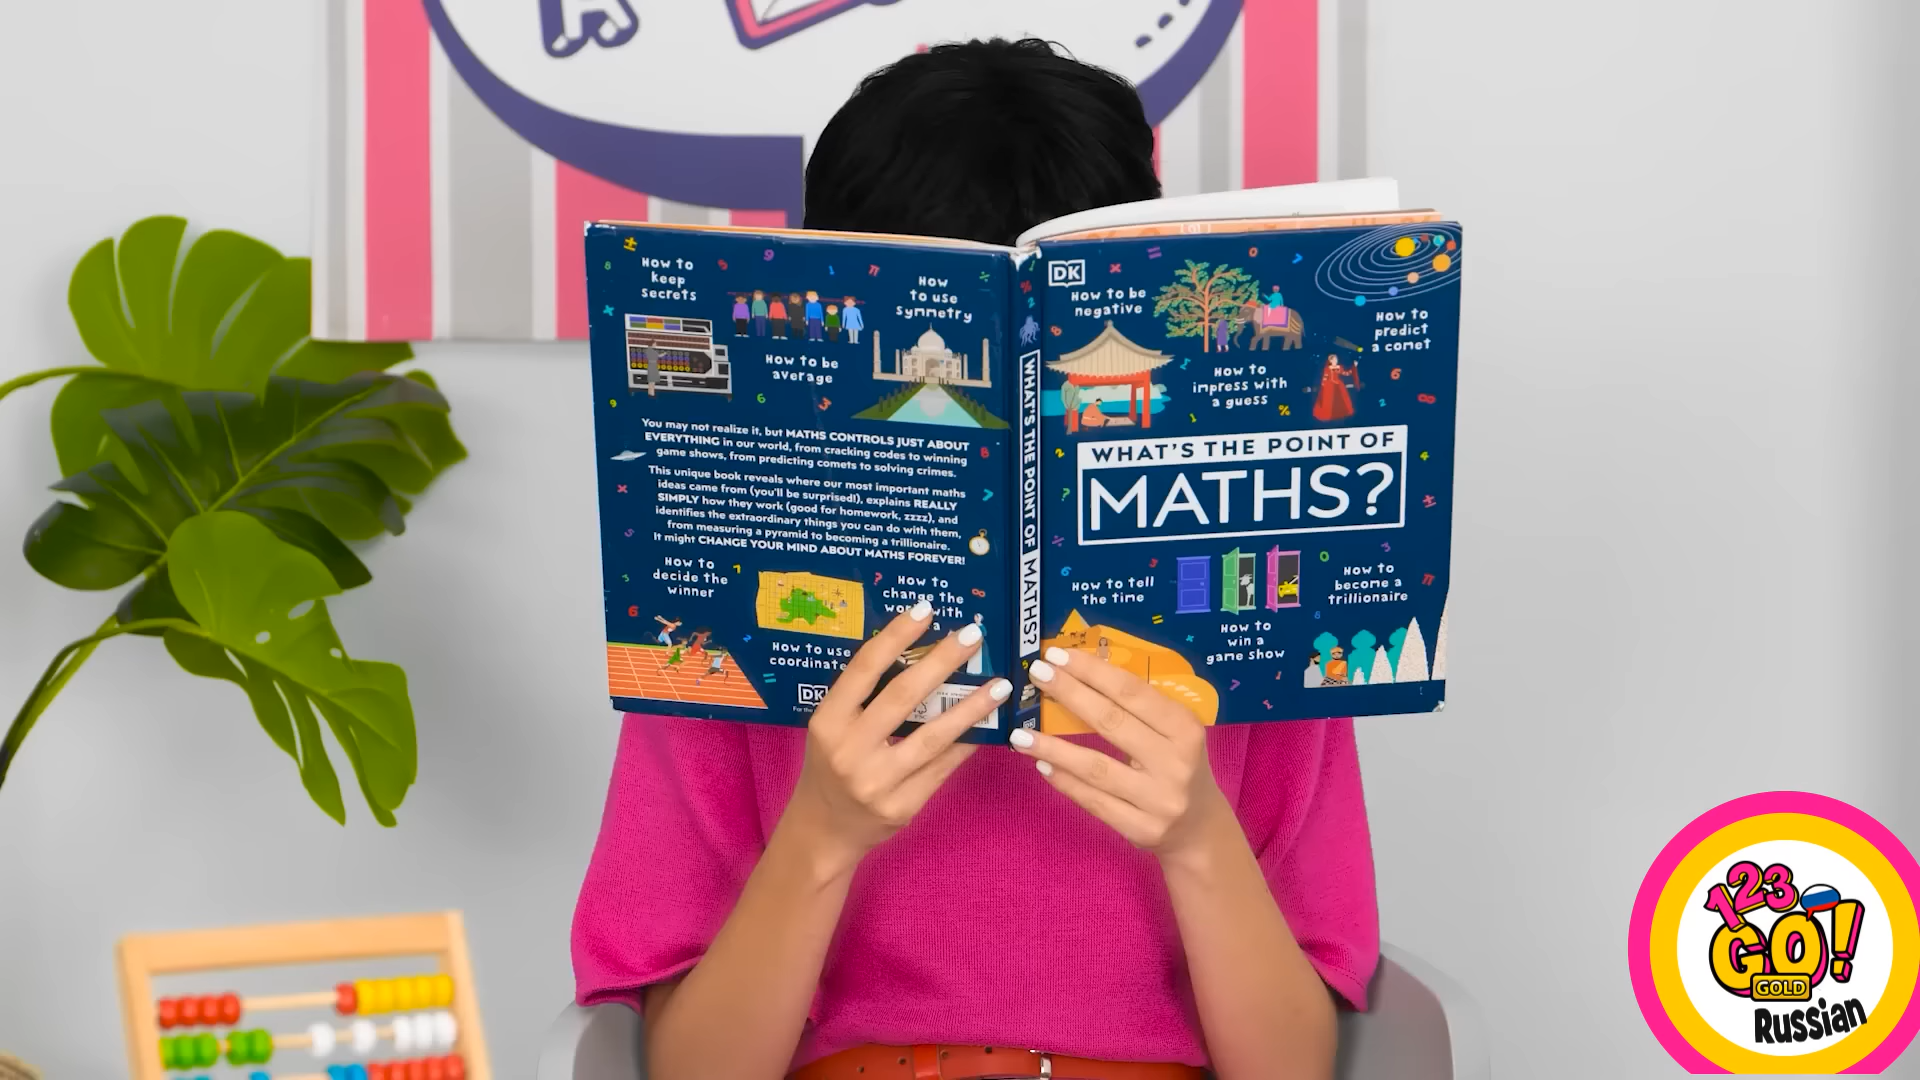 How to
keep
secrets
How
to use
symmetry
How to be
average
You may not realize it, but MATHS CONTROLS JUST ABOUT
EVERYTHING in our world, from cracking codes to winning
game shows, from predicting comets to solving crimes.
This unique book reveals where our most important maths
ideas came from (you'll be surprised!), explains REALLY
SIMPLY how they work (good for homework, zzzz), and
identifies the extraordinary things you can do with them,
from measuring a pyramid to becoming a trillionaire.
It might CHANGE YOUR MIND ABOUT MATHS FOREVER!
How to
decide the
winner
How to
change the
with
a
How to use
DK
WHAT'S THE POINT OF MATHS?
DK
How to be
negative
How to
predict
a comet
How to
impress with
a guess
WHAT'S THE POINT OF
MATHS?
How to tell
the time
How to
become a
trillionaire
How to
win a
game show
123
GO!
GOLD
Russian